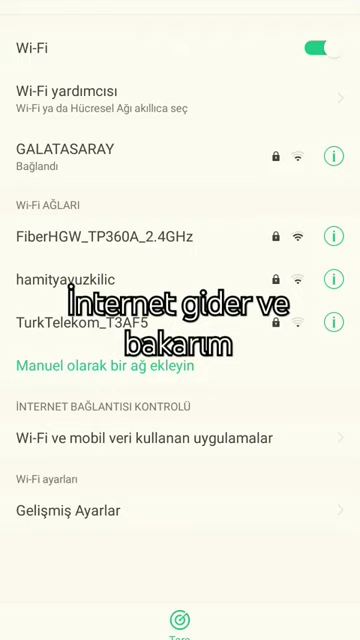 Wi-Fi
Wi-Fi yardımcısı
Wi-Fi ya da Hücresel Ağı akıllıca seç
GALATASARAY
Bağlandı
Wi-Fi AĞLARI
FiberHGW_TP360A_2.4GHz
hamityavuzkilic
İnternet gider ve
TurkTelekom_T3AF5
bakarım
Manuel olarak bir ağ ekleyin
İNTERNET BAĞLANTISI KONTROLÜ
Wi-Fi ve mobil veri kullanan uygulamalar
Wi-Fi ayarları
Gelişmiş Ayarlar